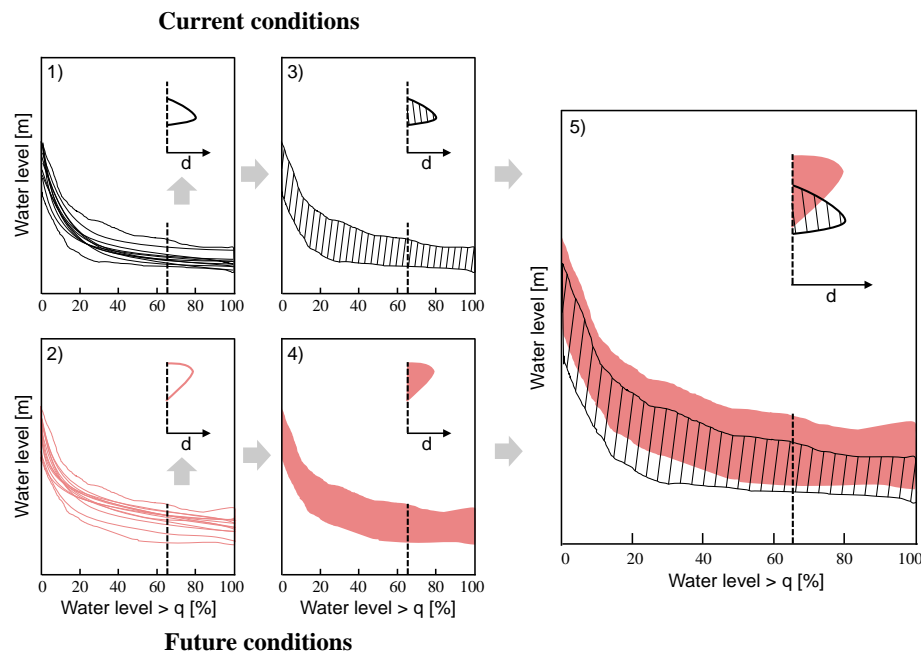 Current conditions
1)
d
Water level [m]
0 20 40 60 80 100
3)
d
0 20 40 60 80 100
2)
d
Water level [m]
0 20 40 60 80 100
Water level > q [%]
4)
d
0 20 40 60 80 100
Water level > q [%]
Future conditions
5)
d
Water level [m]
0 20 40 60 80 100
Water level > q [%]